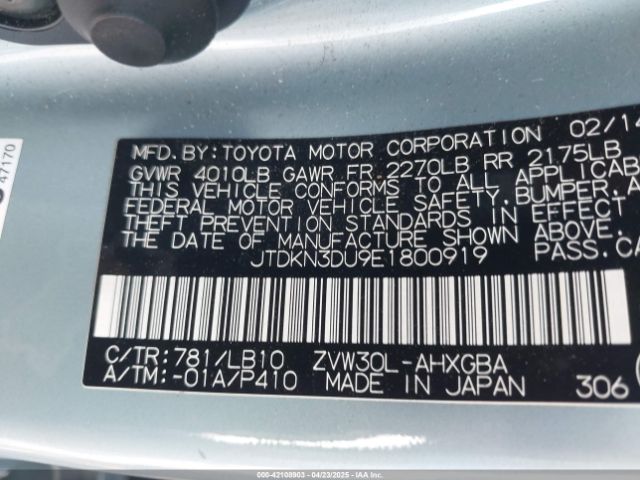 47170
MFD. BY: TOYOTA MOTOR CORPORATION 02/14
GVWR 4010LB GAWR FR 2270LB RR 2175LB
THIS VEHICLE CONFORMS TO ALL APPLICAB
FEDERAL MOTOR VEHICLE SAFETY, BUMPER, A
THEFT PREVENTION STANDARDS IN EFFECT ON
THE DATE OF MANUFACTURE SHOWN ABOVE.
JTDKN3DU9E1800919 PASS. CA
C/TR: 781/LB10 ZVW30L-AHXGBA
A/TM: -01A/P410 MADE IN JAPAN 306
000-42108903 - 04/23/2025 - IAA Inc.